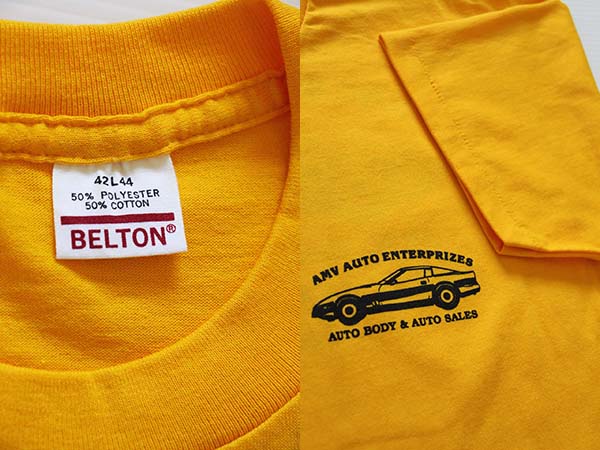 42L44
50% POLYESTER
50% COTTON
BELTON®
AMV AUTO ENTERPRIZES
AUTO BODY & AUTO SALES